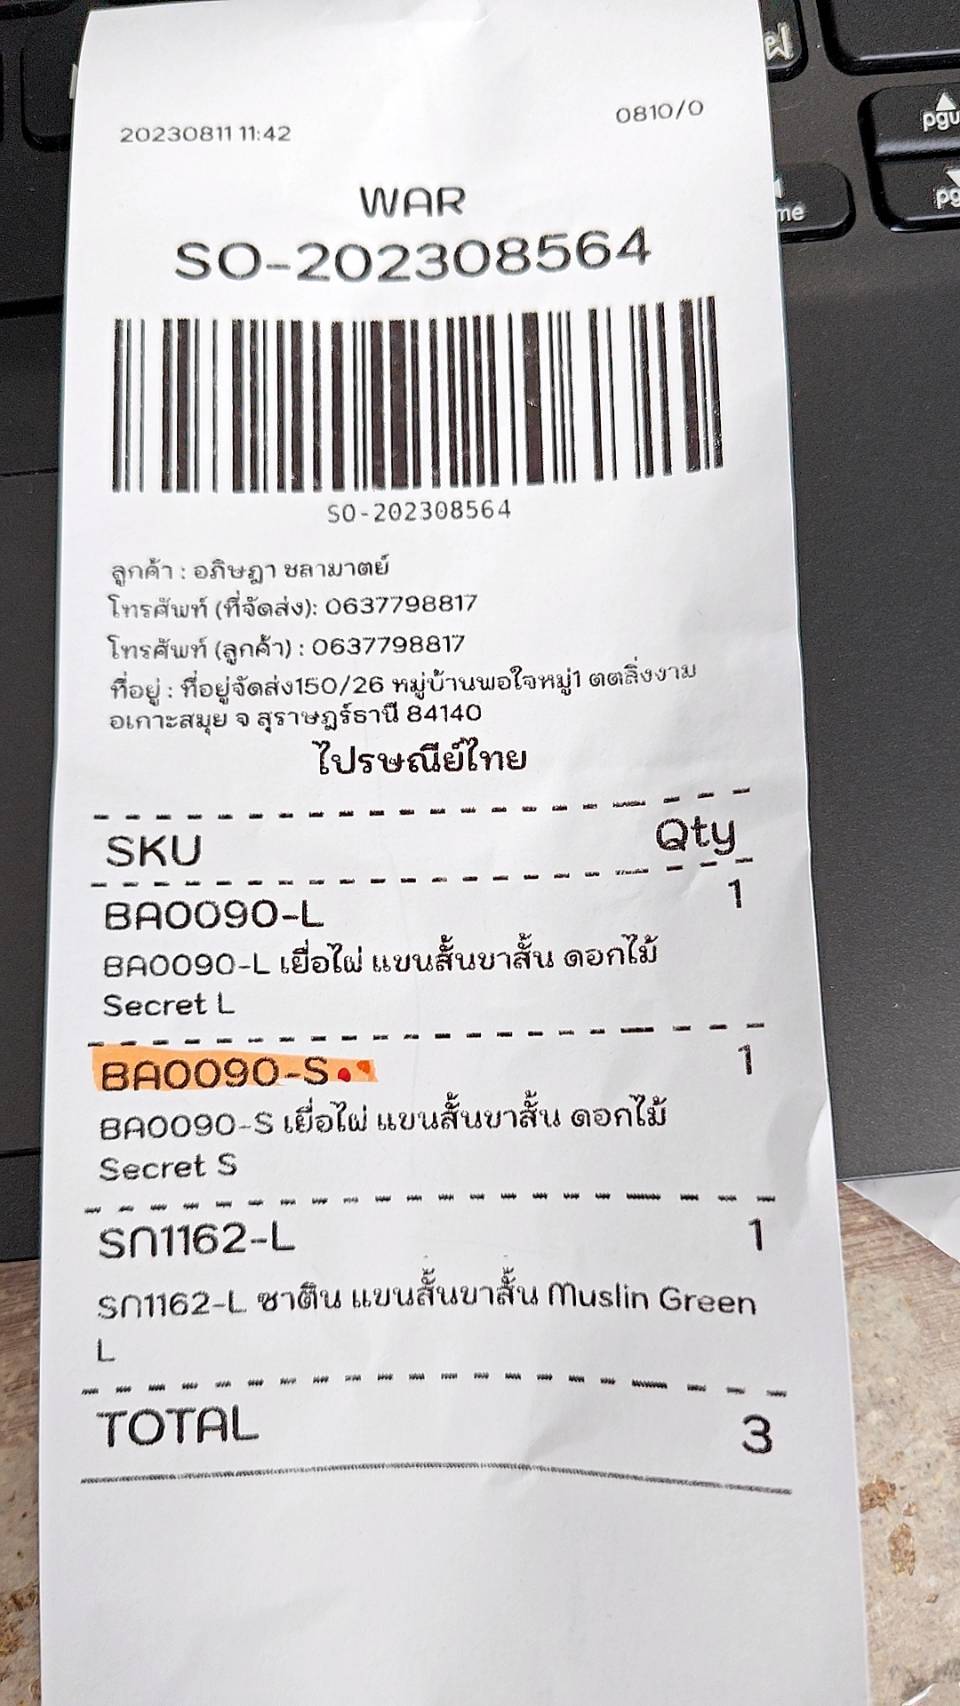 20230811 11:42
0810/0
WAR
SO-202308564
SO-202308564
ลูกค้า : อภิษฎา ชลามาตย์
โทรศัพท์ (ที่จัดส่ง): 0637798817
โทรศัพท์ (ลูกค้า) : 0637798817
ที่อยู่ : ที่อยู่จัดส่ง150/26 หมู่บ้านพอใจหมู่1 ตตลิ่งงาม
อเกาะสมุย จ สุราษฎร์ธานี 84140
ไปรษณีย์ไทย
SKU Qty
BA0090-L 1
BA0090-L เยื่อไผ่ แขนสั้นขาสั้น ดอกไม้
Secret L
BA0090-S 1
BA0090-S เยื่อไผ่ แขนสั้นขาสั้น ดอกไม้
Secret S
SA1162-L 1
SA1162-L ซาติน แขนสั้นขาสั้น Muslin Green
L
TOTAL 3
pgu